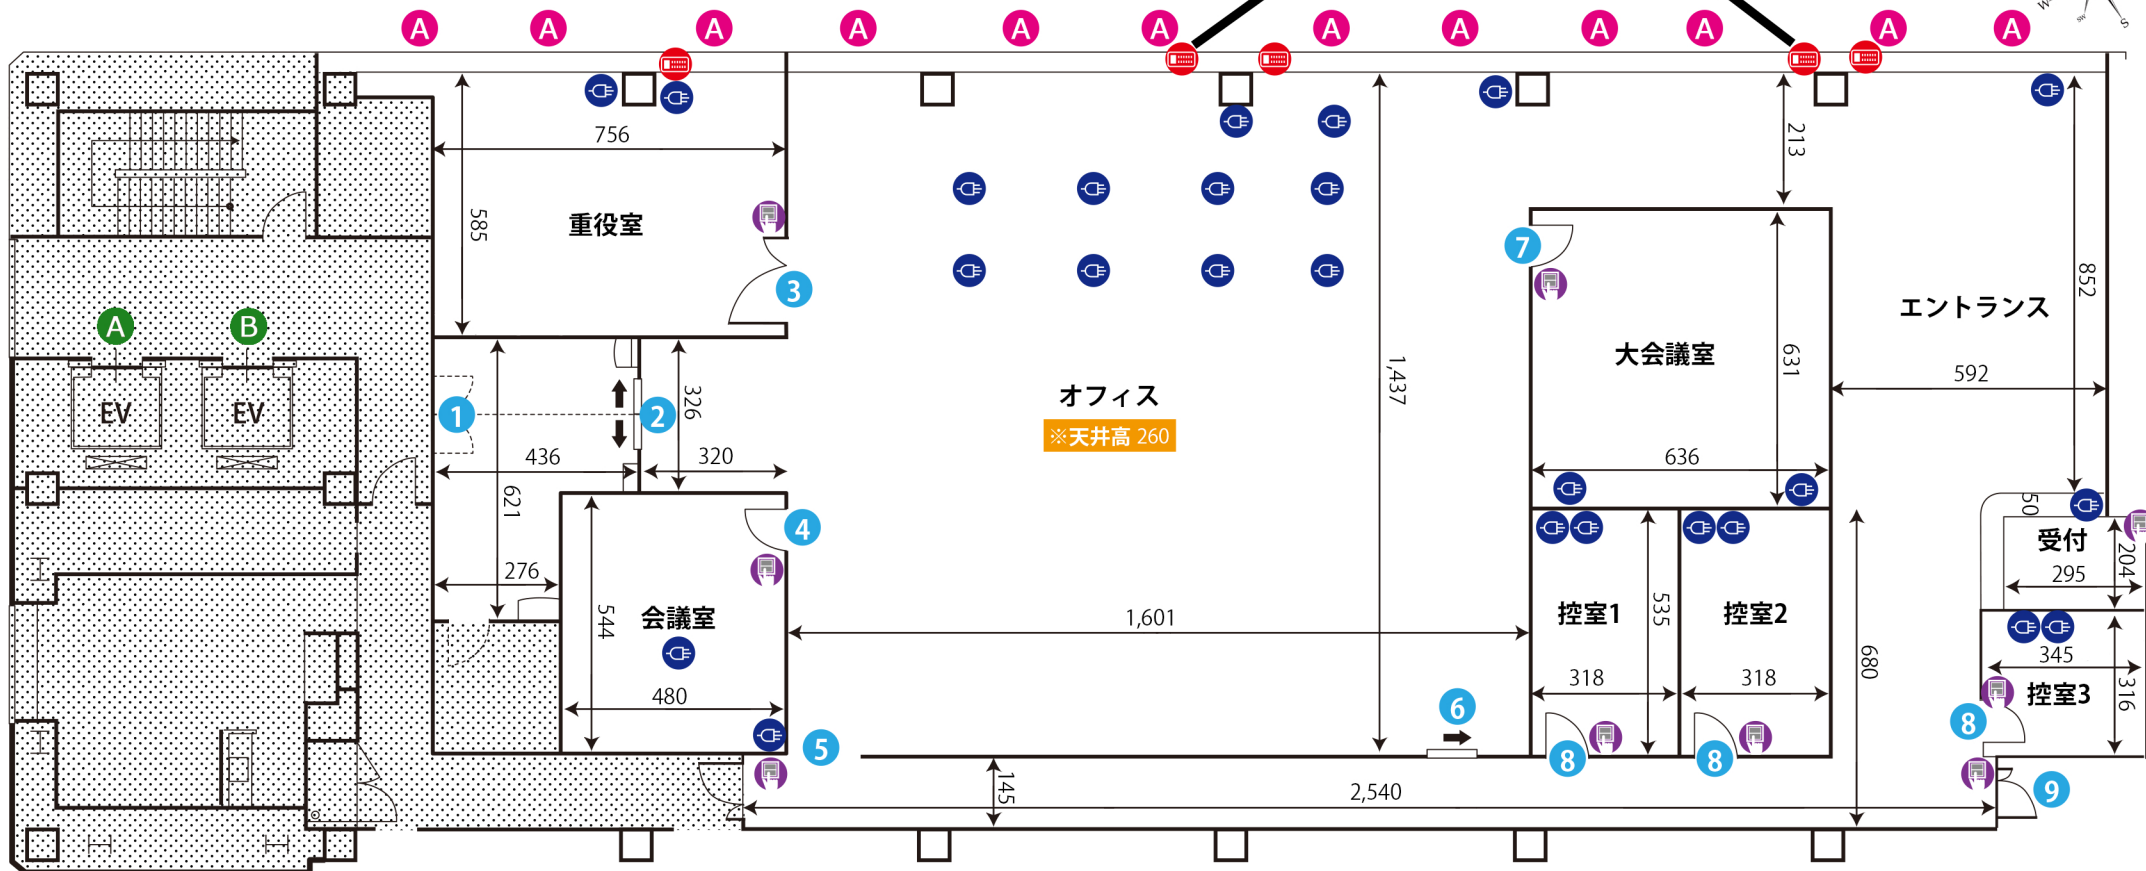 A A A A A A A A A A A A
W
SW
S
756
585
重役室
3
A
B
EV
EV
1
2
326
436
320
621
276
4
会議室
544
480
5
オフィス
※天井高 260
1,437
1,601
6
145
2,540
213
7
大会議室
631
636
エントランス
852
592
50
受付
204
295
控室1
535
318
控室2
318
680
8
8
345
控室3
316
8
9